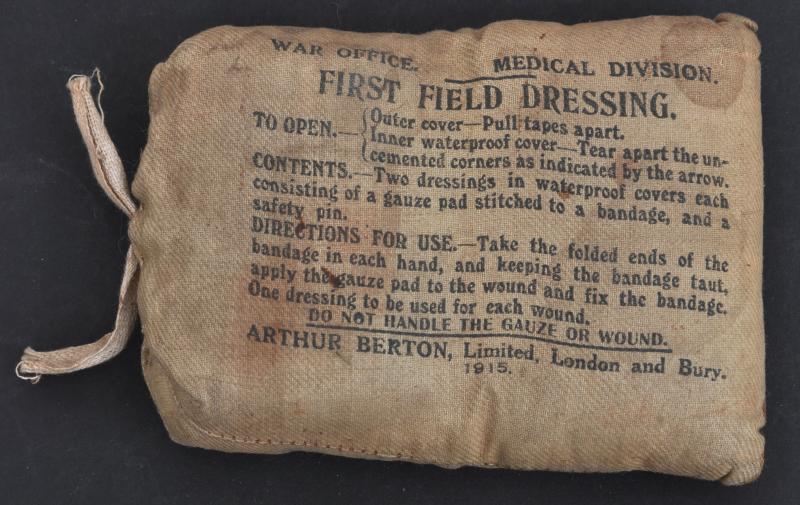 WAR OFFICE. MEDICAL DIVISION.
FIRST FIELD DRESSING.
TO OPEN.—{Outer cover—Pull tapes apart.
Inner waterproof cover—Tear apart the un-
cemented corners as indicated by the arrow.
CONTENTS.—Two dressings in waterproof covers each
consisting of a gauze pad stitched to a bandage, and a
safety pin.
DIRECTIONS FOR USE.—Take the folded ends of the
bandage in each hand, and keeping the bandage taut,
apply the gauze pad to the wound and fix the bandage.
One dressing to be used for each wound.
DO NOT HANDLE THE GAUZE OR WOUND.
ARTHUR BERTON, Limited, London and Bury.
1915.